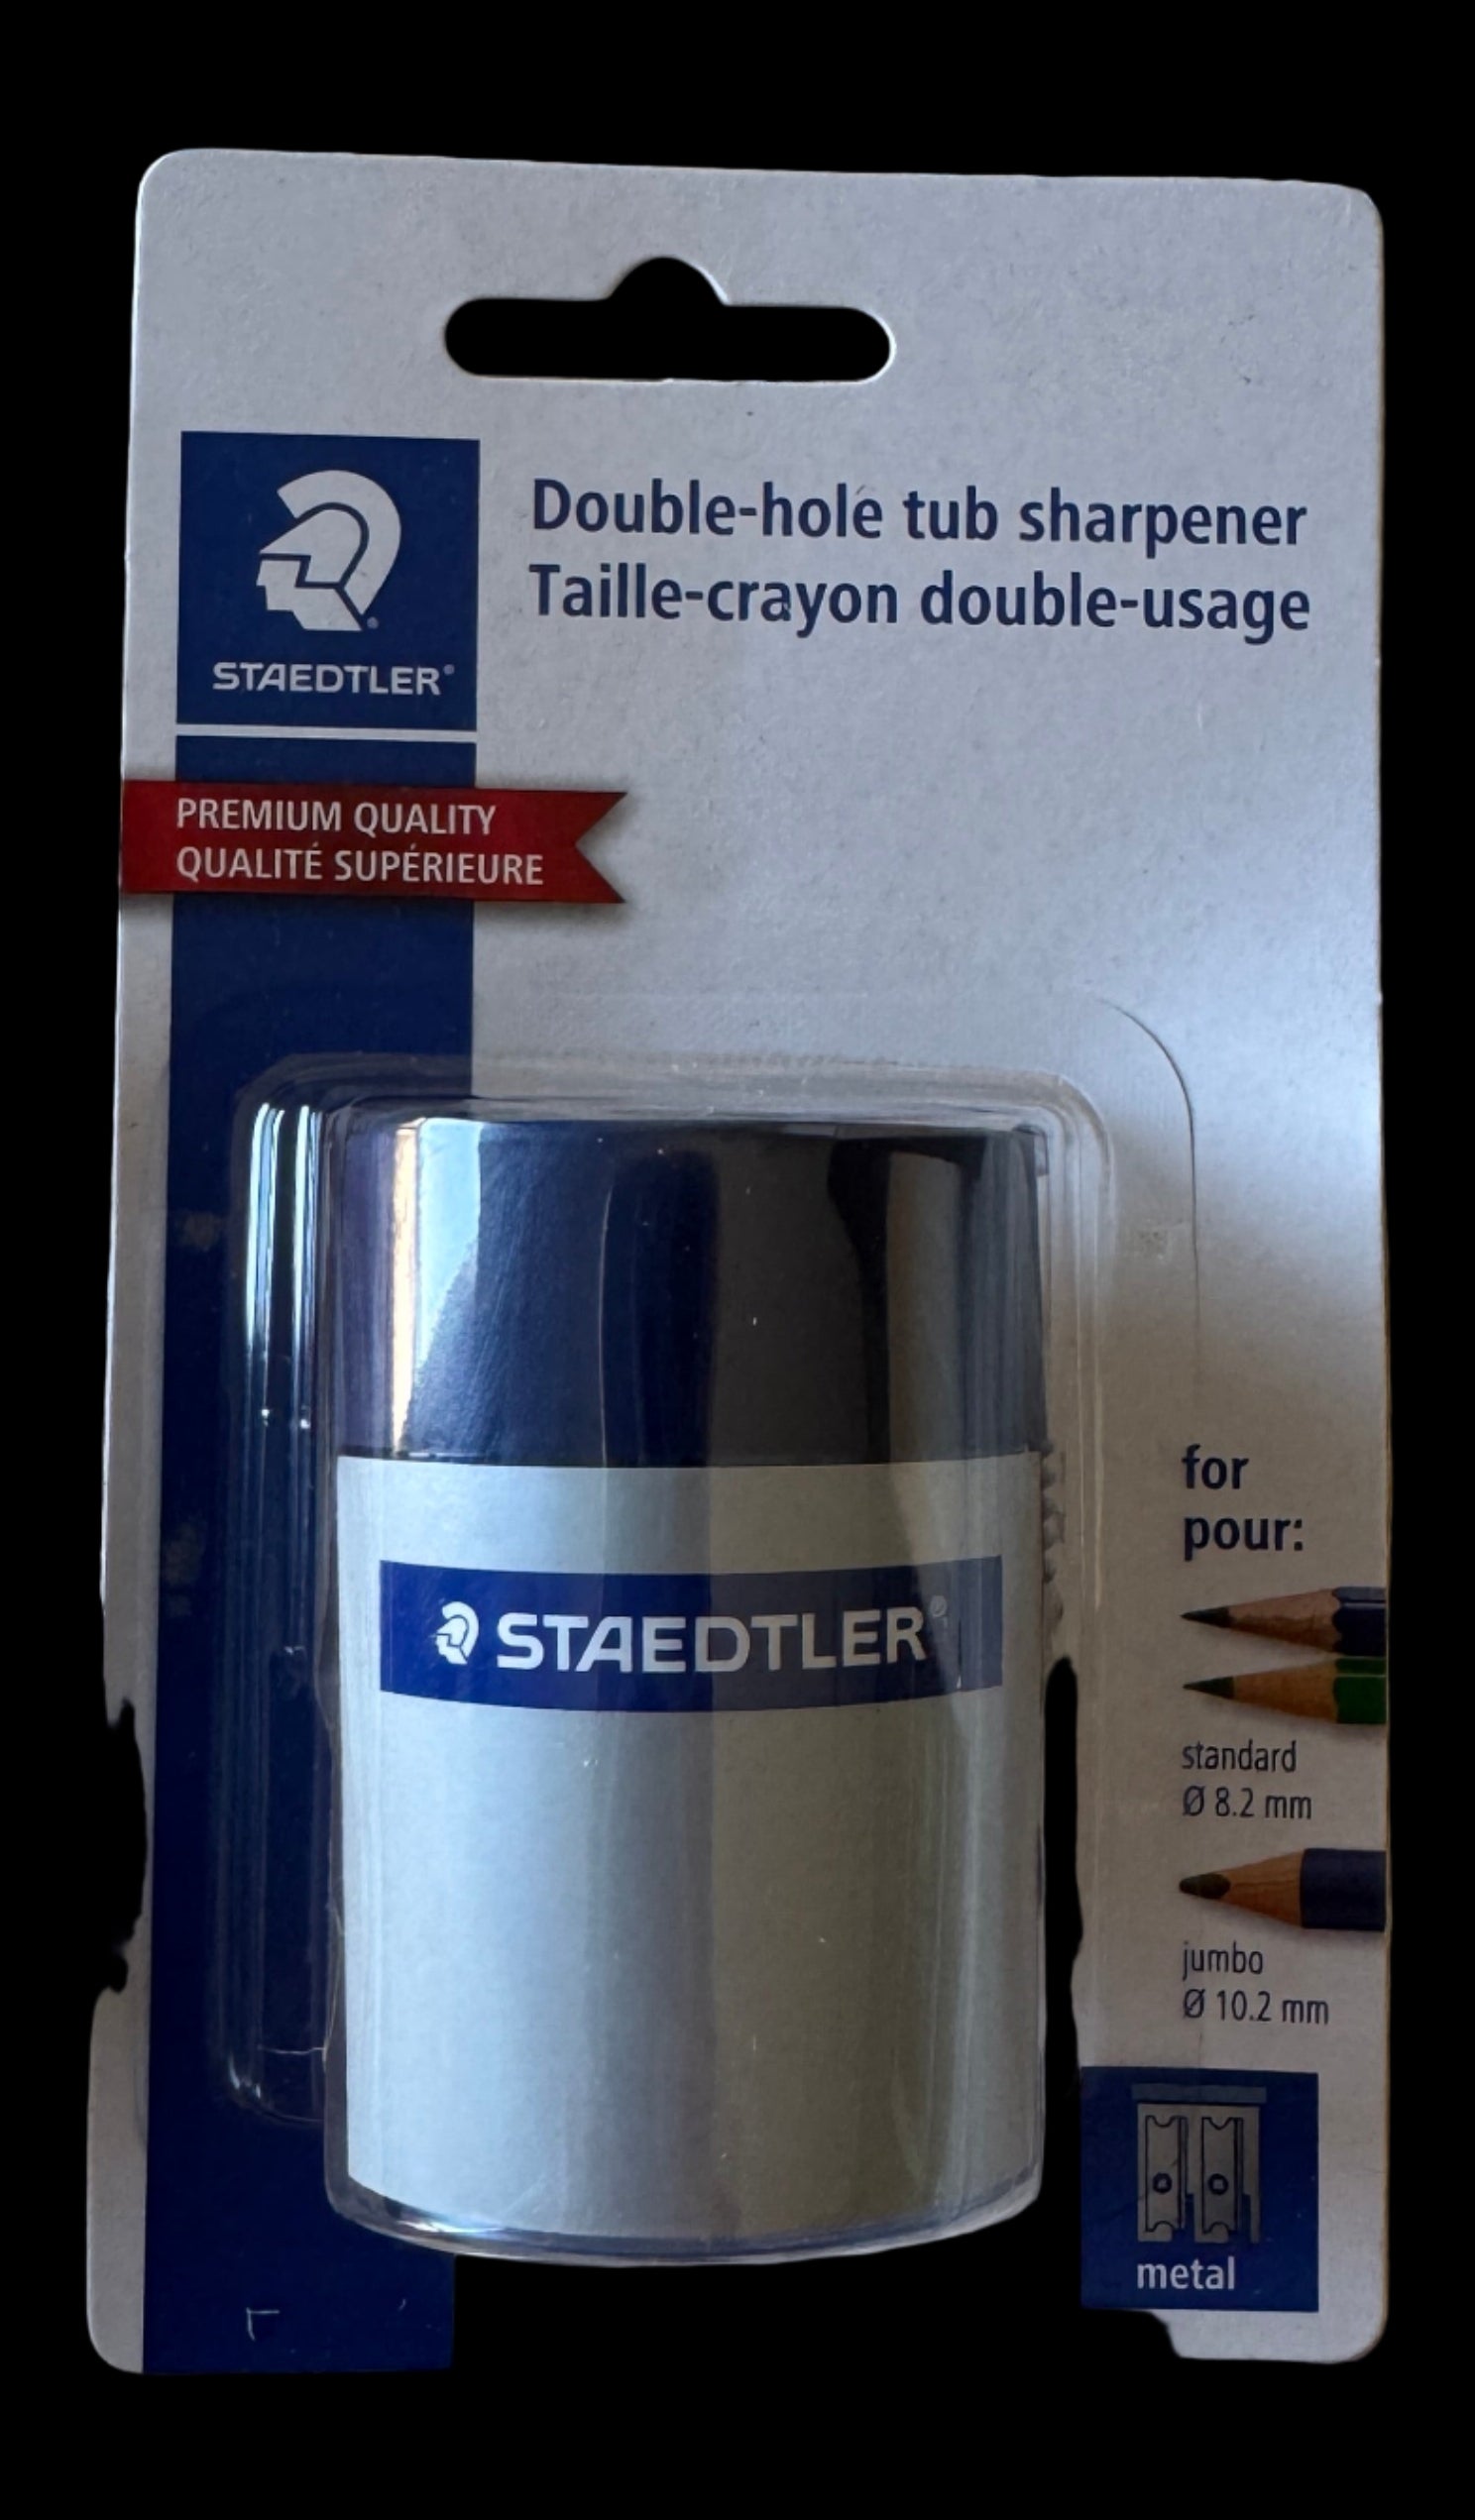 STAEDTLER®
Double-hole tub sharpener
Taille-crayon double-usage
PREMIUM QUALITY
QUALITÉ SUPÉRIEURE
STAEDTLER®
for
pour:
standard
Ø 8.2 mm
jumbo
Ø 10.2 mm
metal